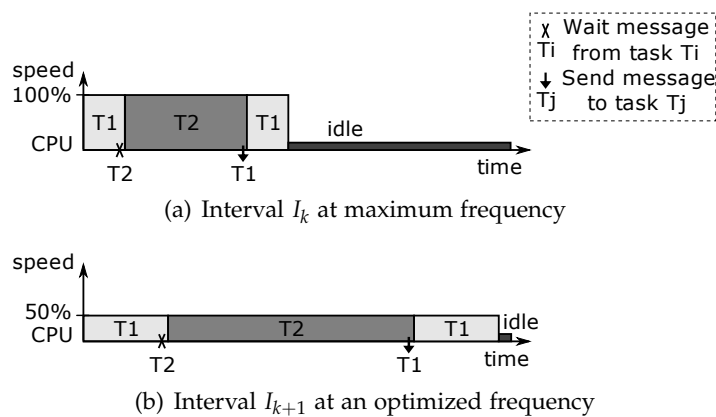 Wait message
Ti from task Ti
Send message
Tj to task Tj
speed
100%
T1 T2 T1
idle
CPU
time
T2 T1
(a) Interval I_k at maximum frequency
speed
50%
T1 T2 T1 idle
CPU
time
T2 T1
(b) Interval I_{k+1} at an optimized frequency